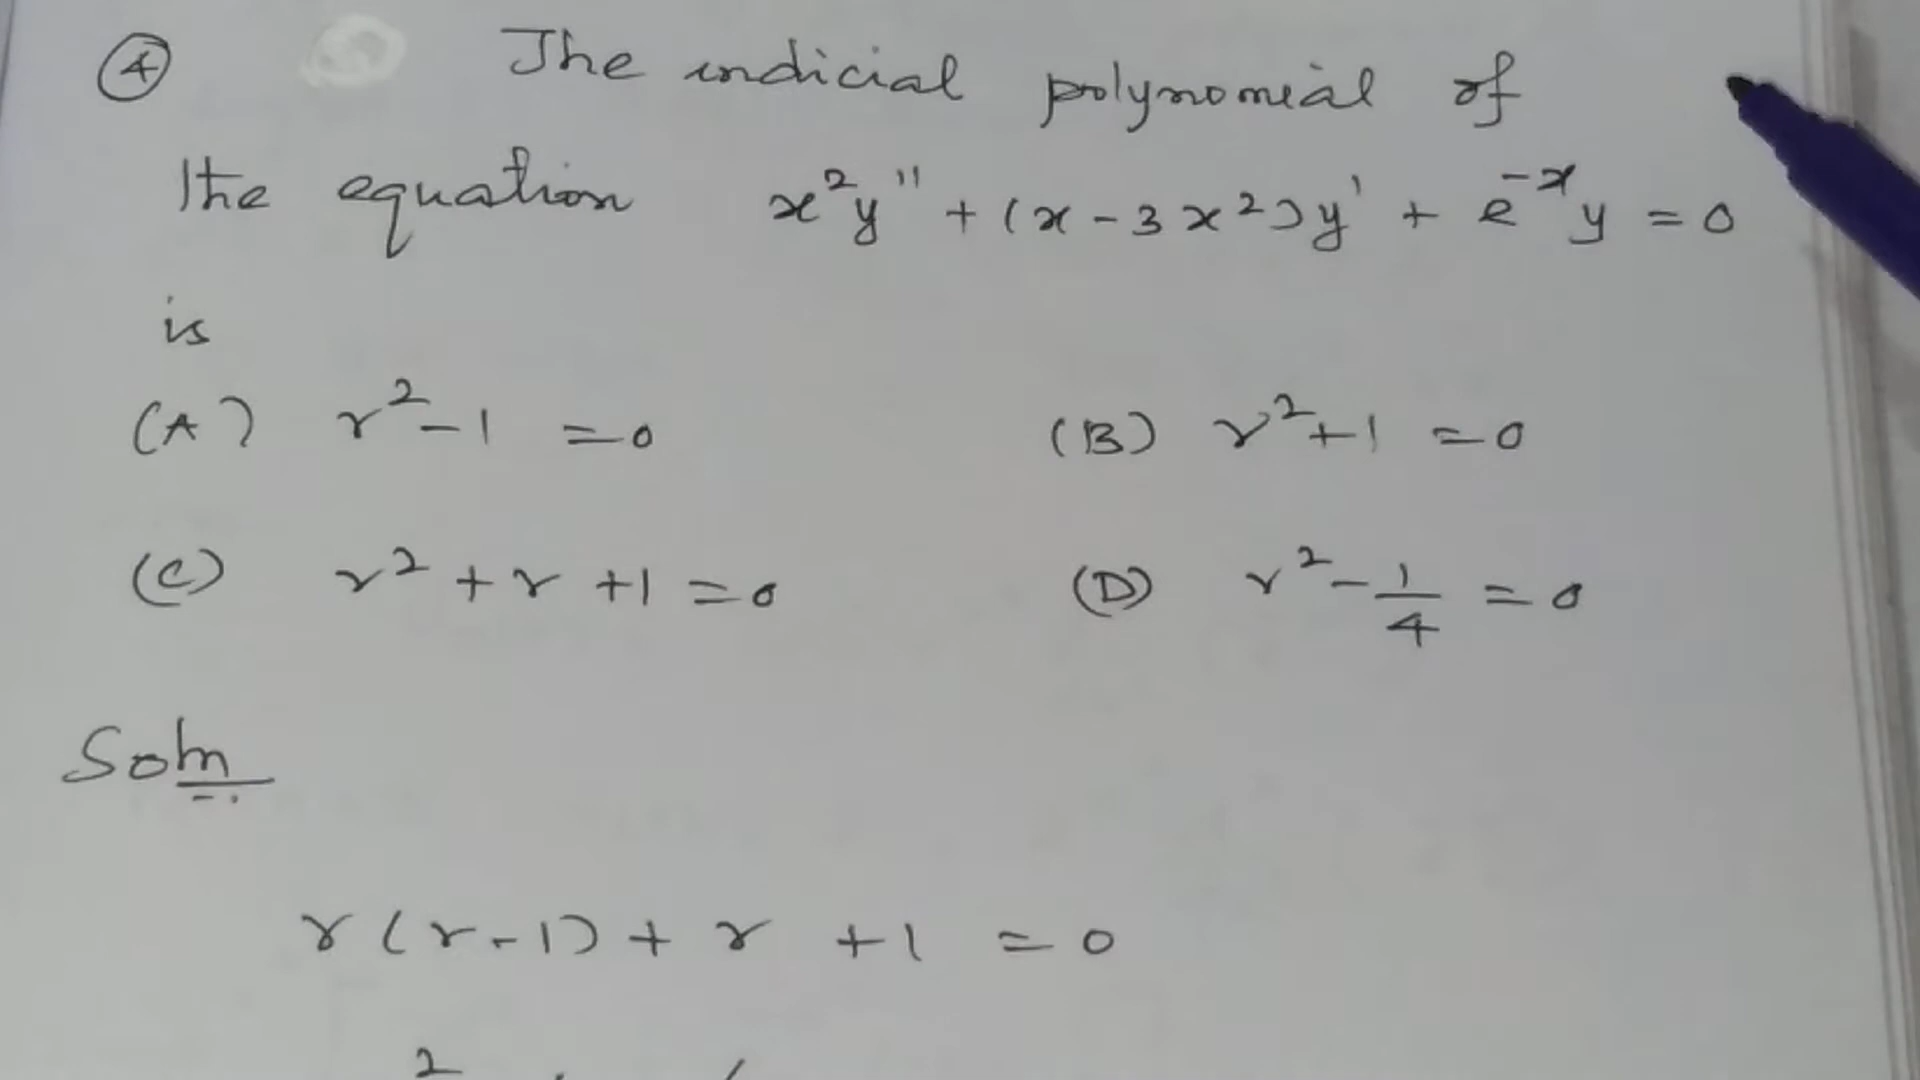 ④ The indicial polynomial of
the equation x²y'' + (x - 3x²)y' + e⁻ˣy = 0
is
(A) r² - 1 = 0 (B) r² + 1 = 0
(C) r² + r + 1 = 0 (D) r² - 1/4 = 0
Soln
r(r-1) + r + 1 = 0